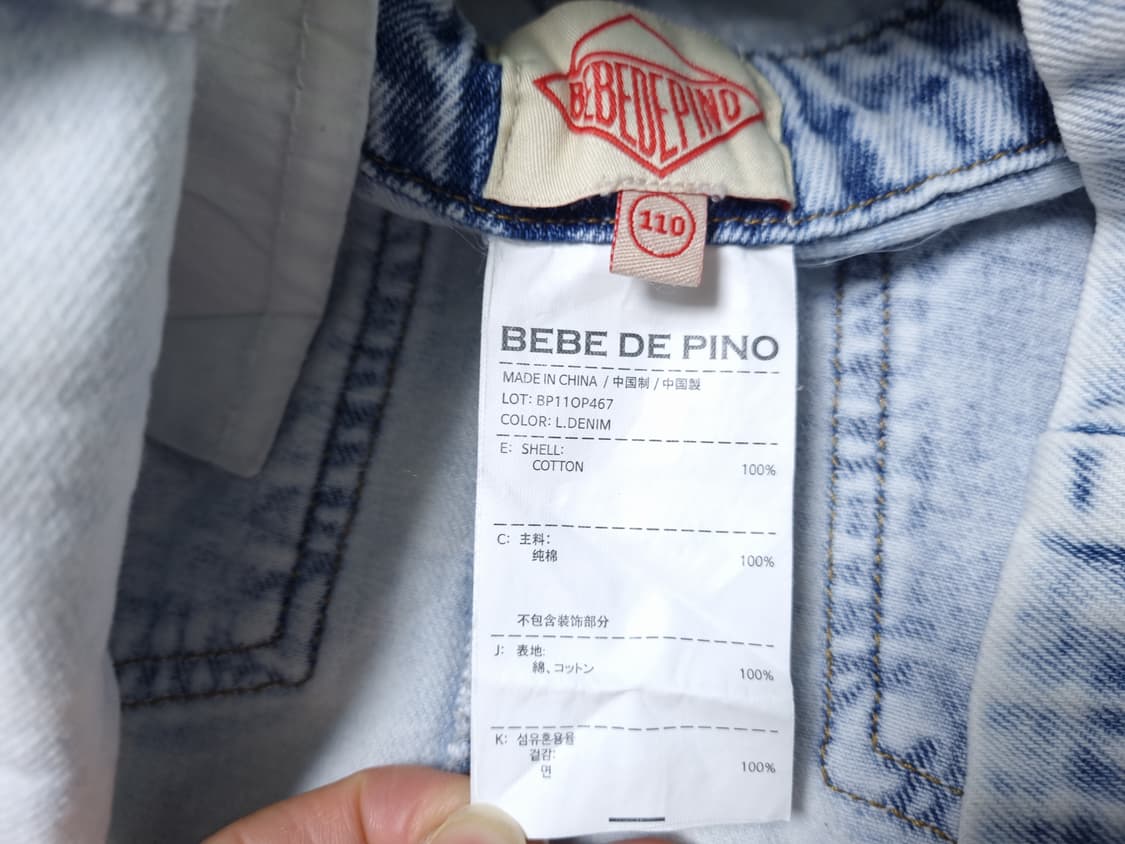 BEBEDEPINO
110
BEBE DE PINO
MADE IN CHINA / 中国制 / 中国製
LOT: BP11OP467
COLOR: L.DENIM
E: SHELL:
COTTON 100%
C: 主料:
纯棉 100%
不包含装饰部分
J: 表地:
綿、コットン 100%
K: 섬유혼용율
겉감:
면 100%